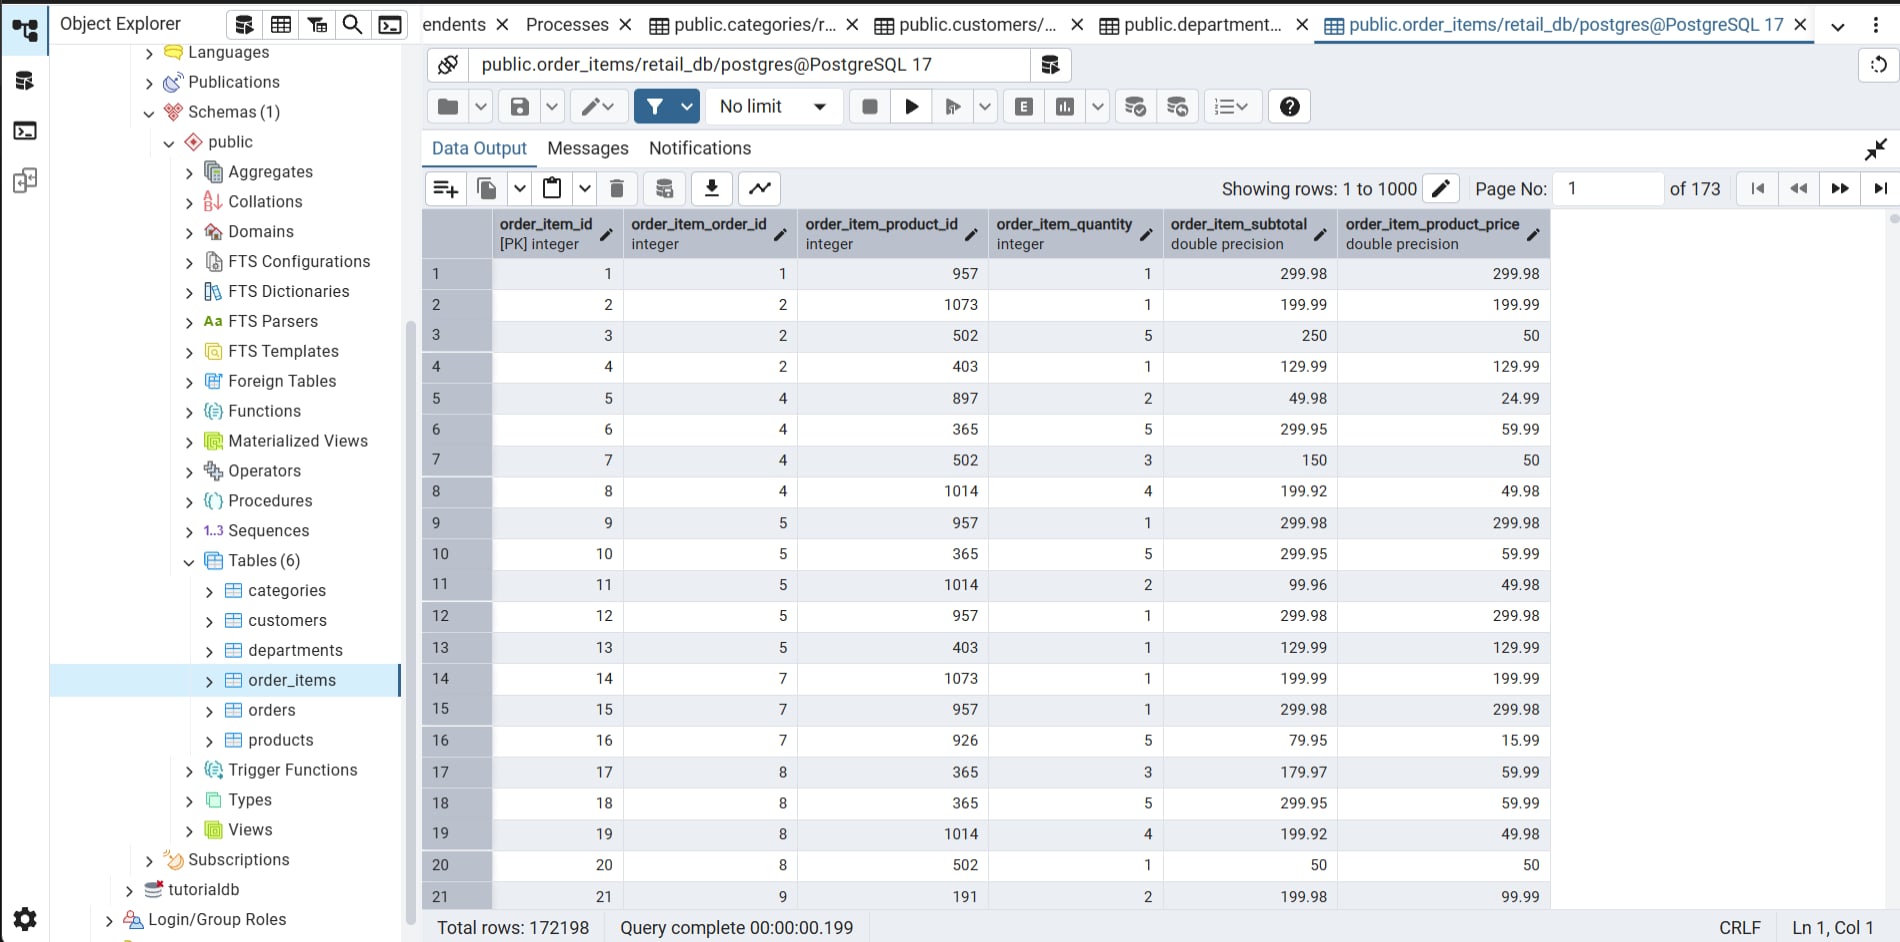 Object Explorer
endents
Processes
public.categories/r...
public.customers/...
public.department...
public.order_items/retail_db/postgres@PostgreSQL 17
public.order_items/retail_db/postgres@PostgreSQL 17
No limit
E
Data Output Messages Notifications
Showing rows: 1 to 1000 Page No: 1 of 173
Languages
Publications
Schemas (1)
public
Aggregates
Collations
Domains
FTS Configurations
FTS Dictionaries
Aa FTS Parsers
FTS Templates
Foreign Tables
Functions
Materialized Views
Operators
Procedures
1..3 Sequences
Tables (6)
categories
customers
departments
order_items
orders
products
Trigger Functions
Types
Views
Subscriptions
tutorialdb
Login/Group Roles
order_item_id order_item_order_id order_item_product_id order_item_quantity order_item_subtotal order_item_product_price
[PK] integer integer integer integer double precision double precision
1 1 1 957 1 299.98 299.98
2 2 2 1073 1 199.99 199.99
3 3 2 502 5 250 50
4 4 2 403 1 129.99 129.99
5 5 4 897 2 49.98 24.99
6 6 4 365 5 299.95 59.99
7 7 4 502 3 150 50
8 8 4 1014 4 199.92 49.98
9 9 5 957 1 299.98 299.98
10 10 5 365 5 299.95 59.99
11 11 5 1014 2 99.96 49.98
12 12 5 957 1 299.98 299.98
13 13 5 403 1 129.99 129.99
14 14 7 1073 1 199.99 199.99
15 15 7 957 1 299.98 299.98
16 16 7 926 5 79.95 15.99
17 17 8 365 3 179.97 59.99
18 18 8 365 5 299.95 59.99
19 19 8 1014 4 199.92 49.98
20 20 8 502 1 50 50
21 21 9 191 2 199.98 99.99
Total rows: 172198 Query complete 00:00:00.199 CRLF Ln 1, Col 1